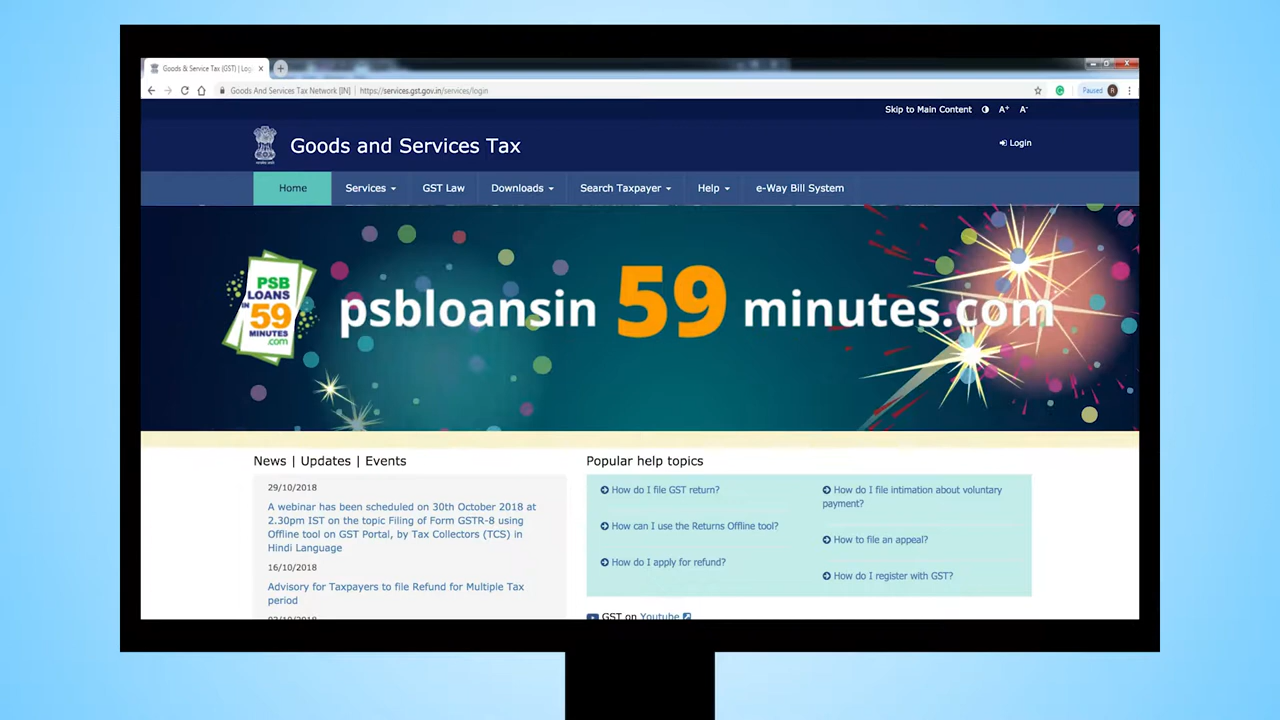 Goods & Service Tax (GST) | Log
Goods And Services Tax Network [IN] https://services.gst.gov.in/services/login Paused R
Skip to Main Content A+ A-
Goods and Services Tax
Login
Home Services GST Law Downloads Search Taxpayer Help e-Way Bill System
PSB
LOANS
IN
59
MINUTES
.com
psbloansin 59 minutes.com
News | Updates | Events
29/10/2018
A webinar has been scheduled on 30th October 2018 at
2.30pm IST on the topic Filing of Form GSTR-8 using
Offline tool on GST Portal, by Tax Collectors (TCS) in
Hindi Language
16/10/2018
Advisory for Taxpayers to file Refund for Multiple Tax
period
Popular help topics
How do I file GST return?
How can I use the Returns Offline tool?
How do I apply for refund?
How do I file intimation about voluntary
payment?
How to file an appeal?
How do I register with GST?
GST on Youtube